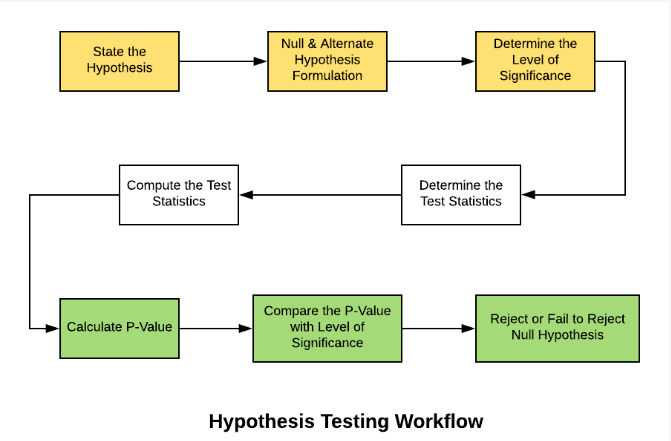 State the
Hypothesis
Null & Alternate
Hypothesis
Formulation
Determine the
Level of
Significance
Determine the
Test Statistics
Compute the Test
Statistics
Calculate P-Value
Compare the P-Value
with Level of
Significance
Reject or Fail to Reject
Null Hypothesis
Hypothesis Testing Workflow